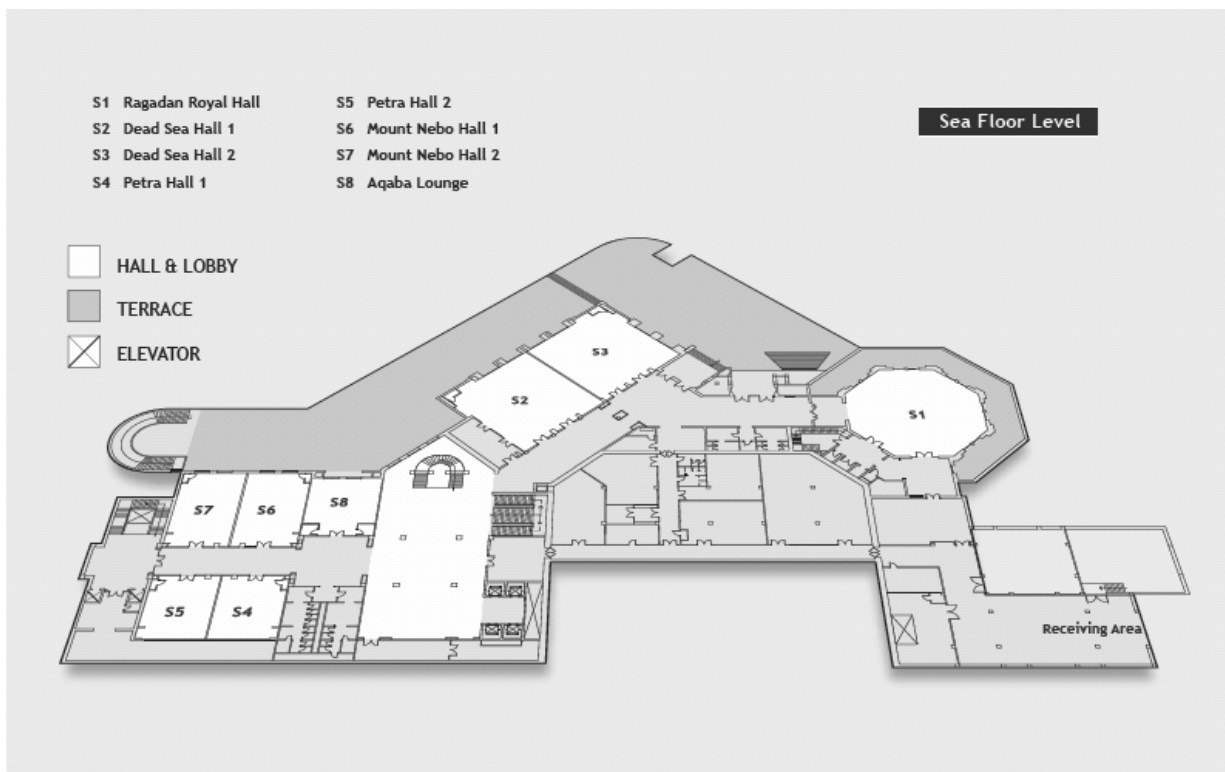 S1 Ragadan Royal Hall
S2 Dead Sea Hall 1
S3 Dead Sea Hall 2
S4 Petra Hall 1
S5 Petra Hall 2
S6 Mount Nebo Hall 1
S7 Mount Nebo Hall 2
S8 Aqaba Lounge
Sea Floor Level
HALL & LOBBY
TERRACE
ELEVATOR
S3
S2
S1
S8
S7
S6
S5
S4
Receiving Area